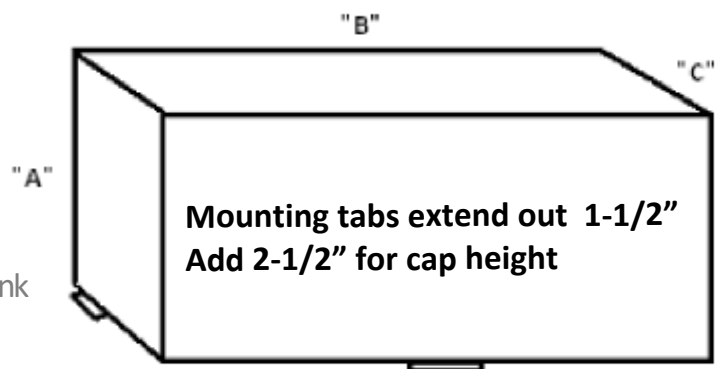 "B"
"C"
"A"
Mounting tabs extend out 1-1/2”
Add 2-1/2” for cap height
nk